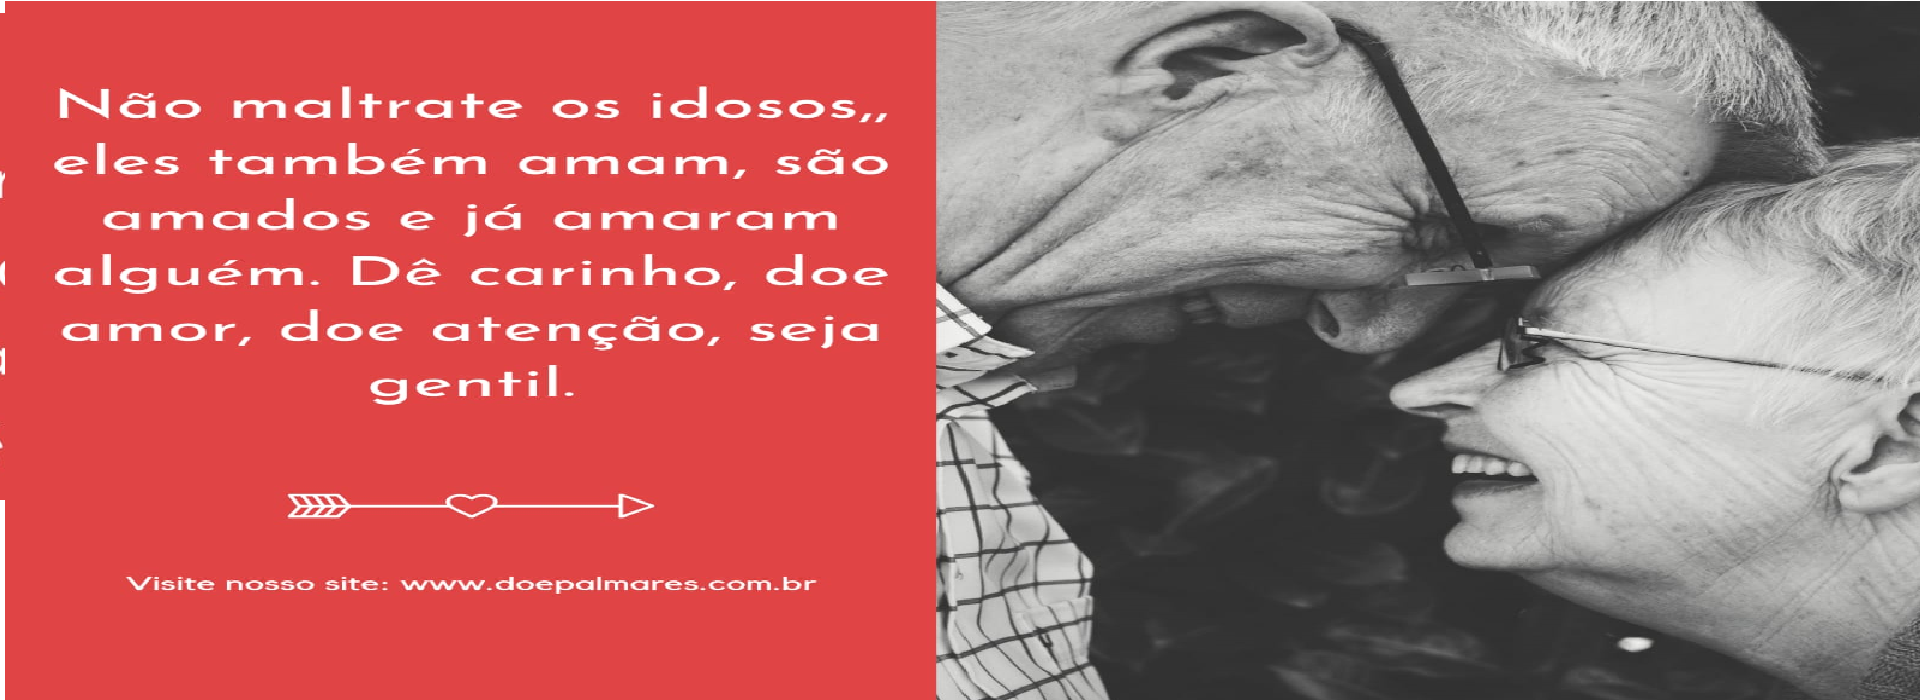 Não maltrate os idosos,,
eles também amam, são
amados e já amaram
alguém. Dê carinho, doe
amor, doe atenção, seja
gentil.
Visite nosso site: www.doepalmares.com.br